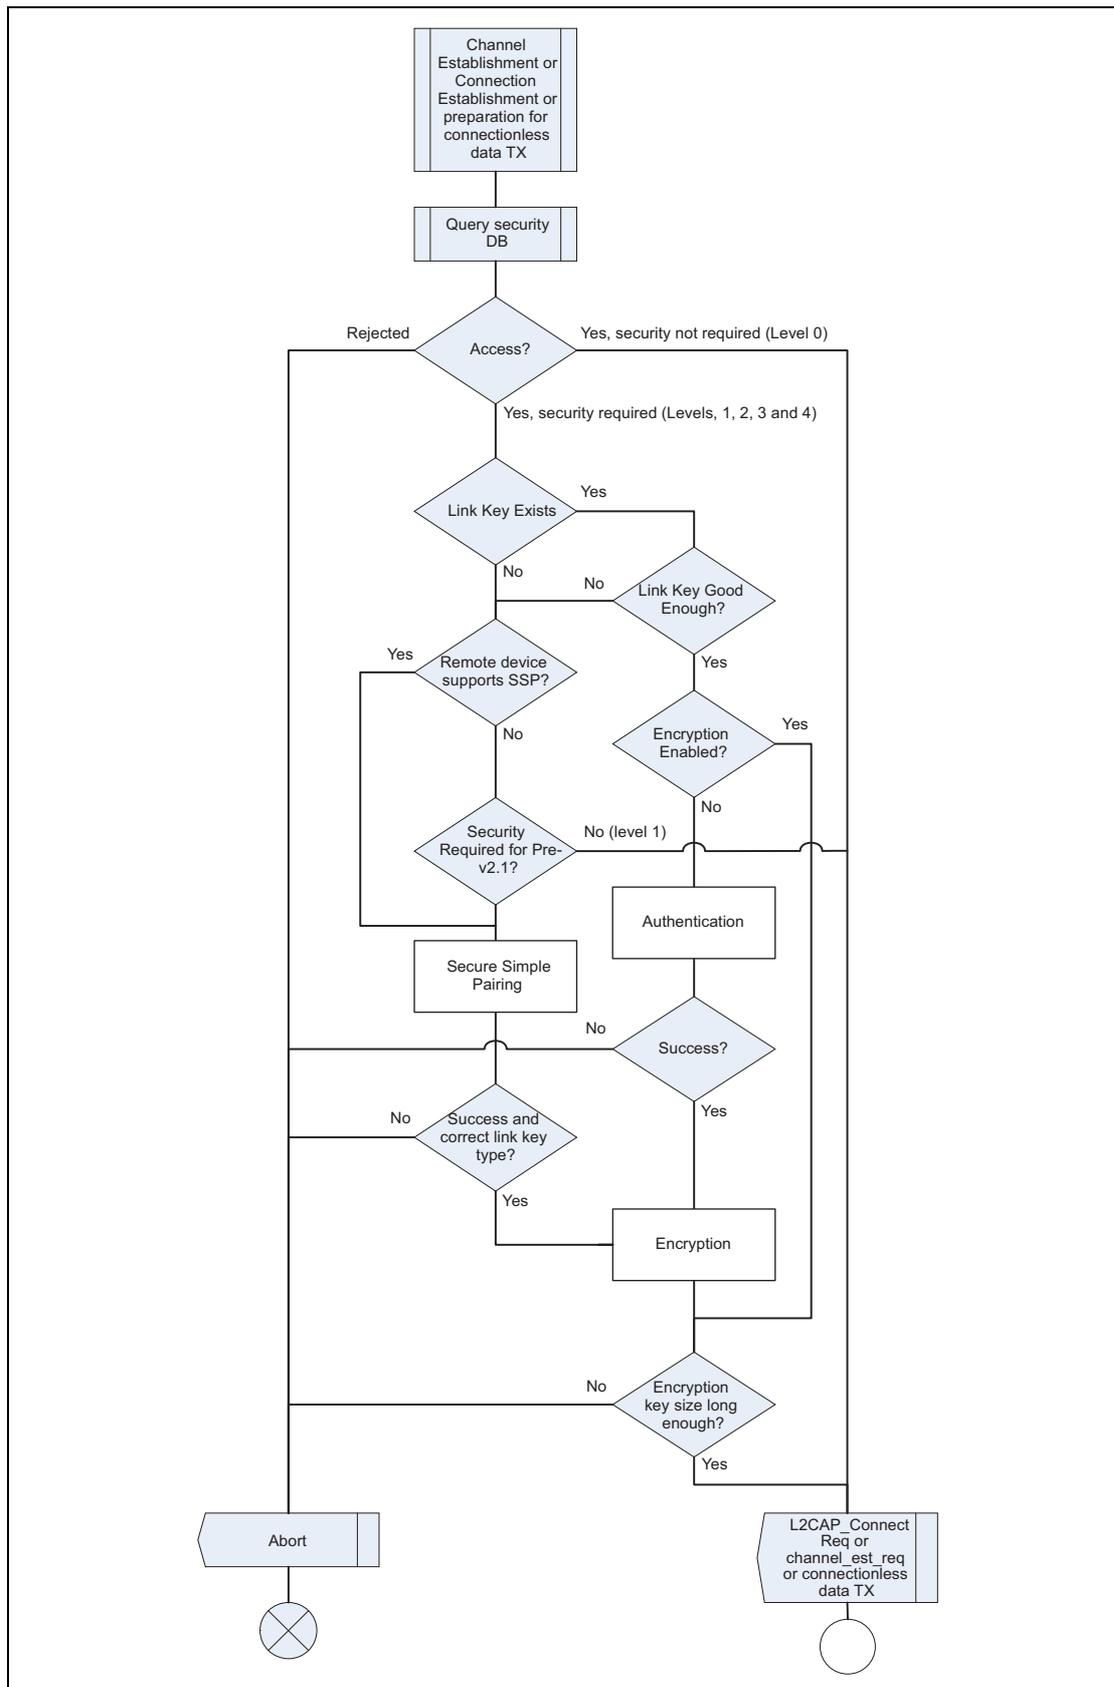 Channel
Establishment or
Connection
Establishment or
preparation for
connectionless
data TX
Query security
DB
Rejected
Access?
Yes, security not required (Level 0)
Yes, security required (Levels, 1, 2, 3 and 4)
Link Key Exists
Yes
No
No
Link Key Good
Enough?
Yes
Yes
Remote device
supports SSP?
No
Encryption
Enabled?
Yes
No
Security
Required for Pre-
v2.1?
No (level 1)
Authentication
Secure Simple
Pairing
No
Success?
Yes
No
Success and
correct link key
type?
Yes
Encryption
No
Encryption
key size long
enough?
Yes
Abort
L2CAP_Connect
Req or
channel_est_req
or connectionless
data TX